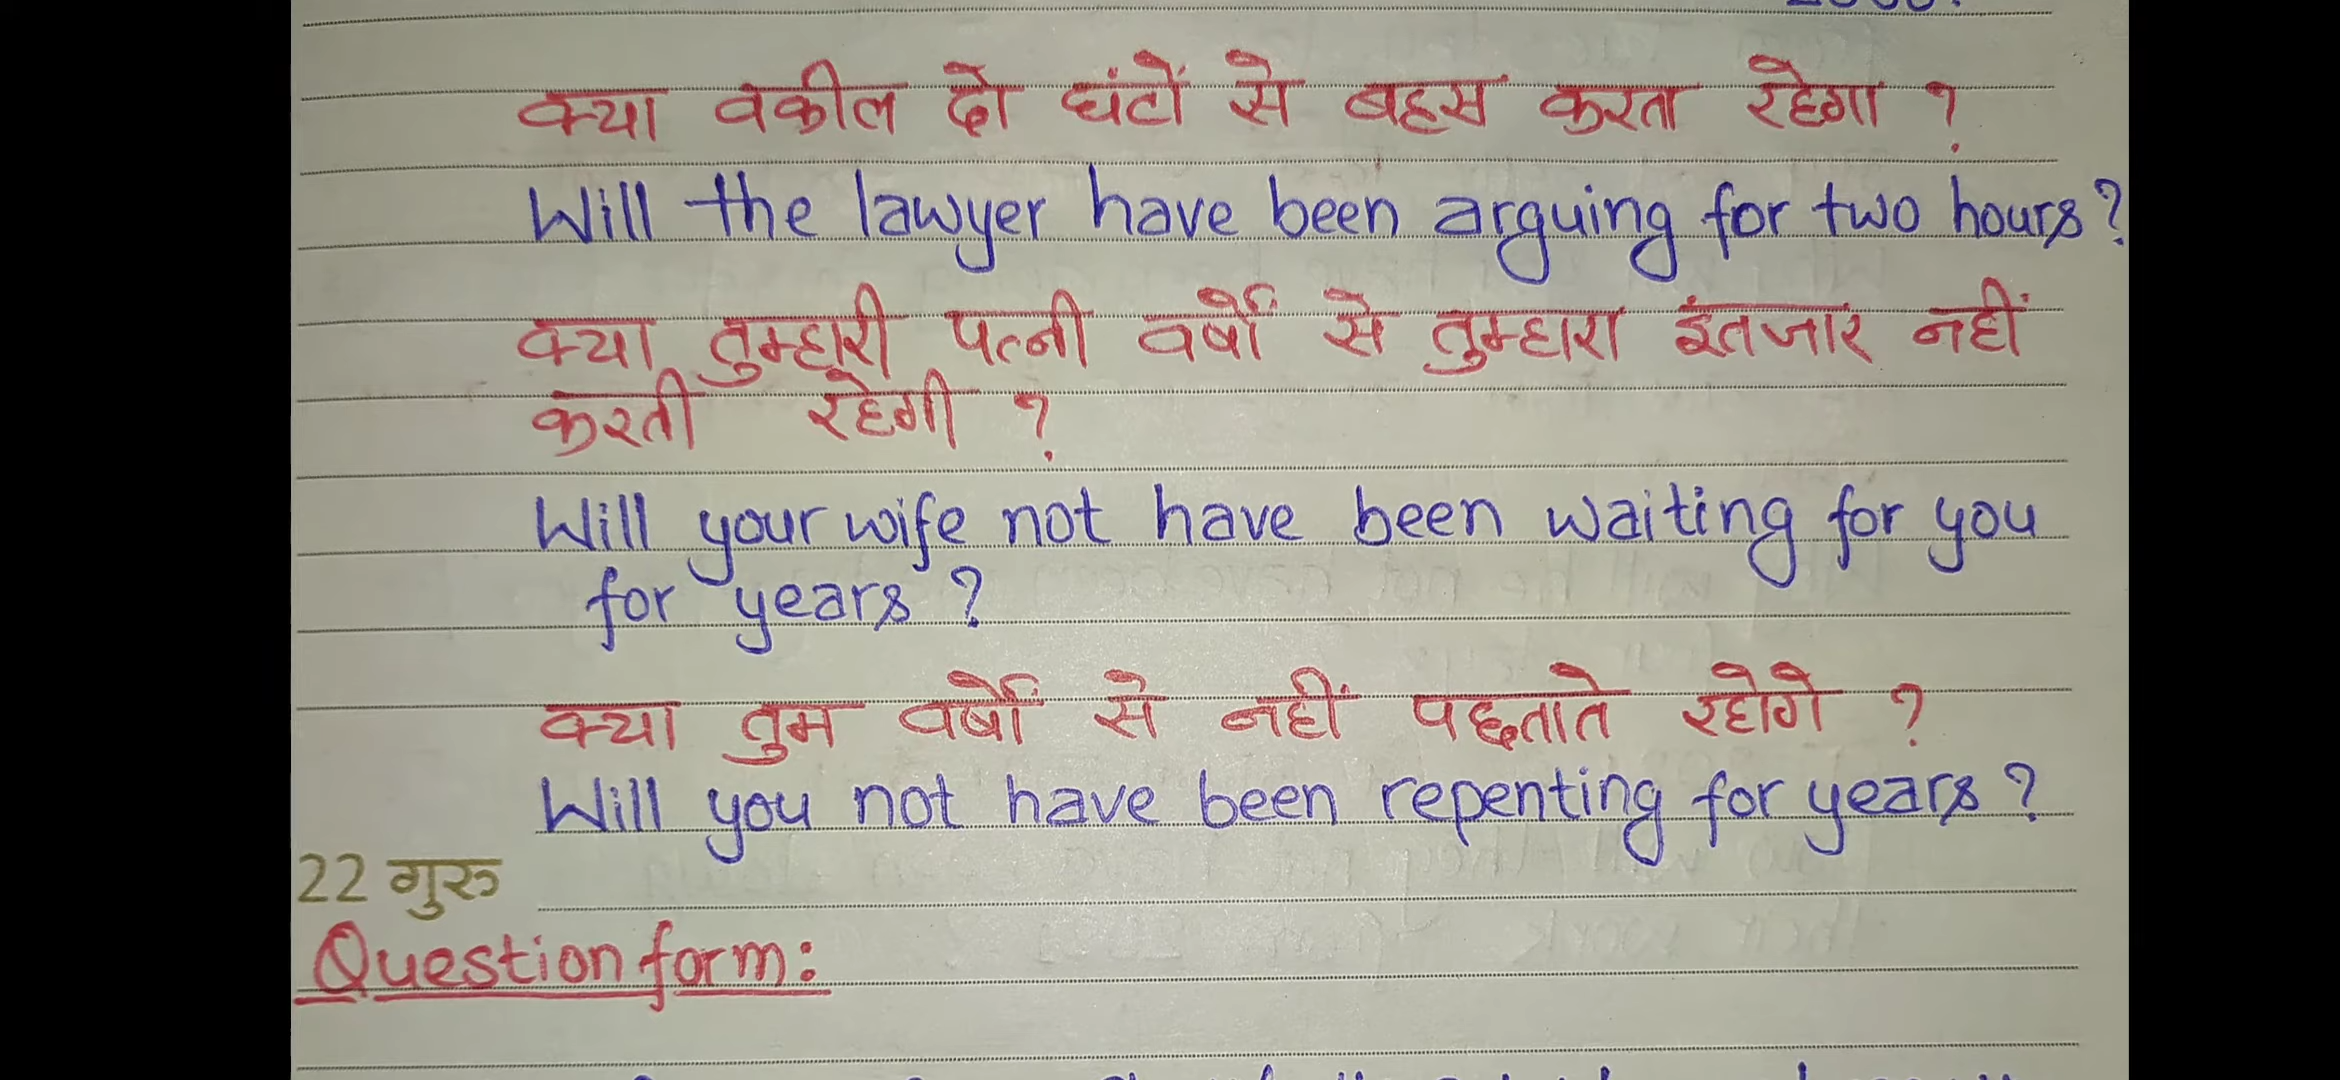 क्या वकील दो घंटों से बहस करता रहेगा ?
Will the lawyer have been arguing for two hours?
क्या तुम्हारी पत्नी वर्षों से तुम्हारा इंतजार नहीं
करती रहेगी ?
Will your wife not have been waiting for you
for years ?
क्या तुम वर्षों से नहीं पछताते रहोगे ?
Will you not have been repenting for years ?
22 गुरु
Question form: